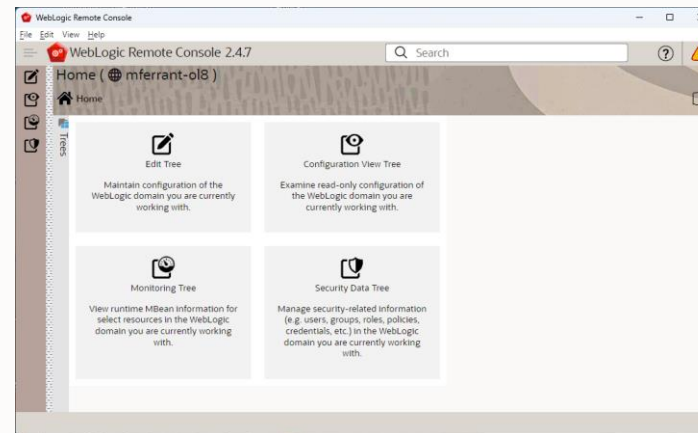 WebLogic Remote Console
File Edit View Help
WebLogic Remote Console 2.4.7
Search
?
Home ( mferrant-ol8 )
Home
Trees
Edit Tree
Maintain configuration of the
WebLogic domain you are currently
working with.
Configuration View Tree
Examine read-only configuration of
the WebLogic domain you are
currently working with.
Monitoring Tree
View runtime MBean information for
select resources in the WebLogic
domain you are currently working
with.
Security Data Tree
Manage security-related information
(e.g. users, groups, roles, policies,
credentials, etc.) in the WebLogic
domain you are currently working
with.